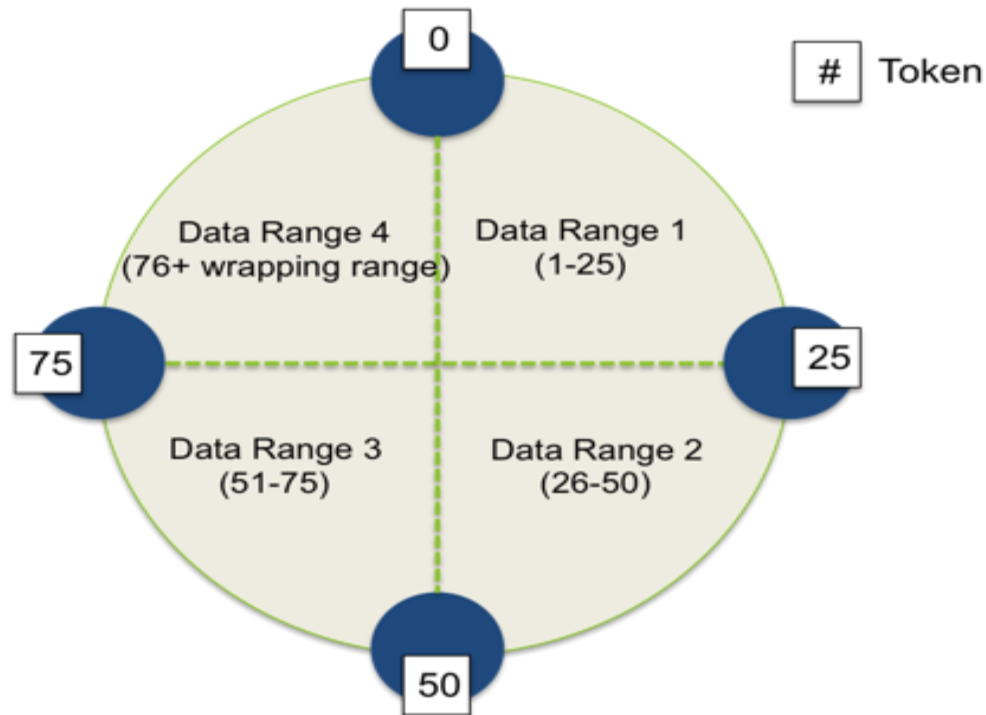 0
# Token
Data Range 4
(76+ wrapping range)
Data Range 1
(1-25)
75
25
Data Range 3
(51-75)
Data Range 2
(26-50)
50